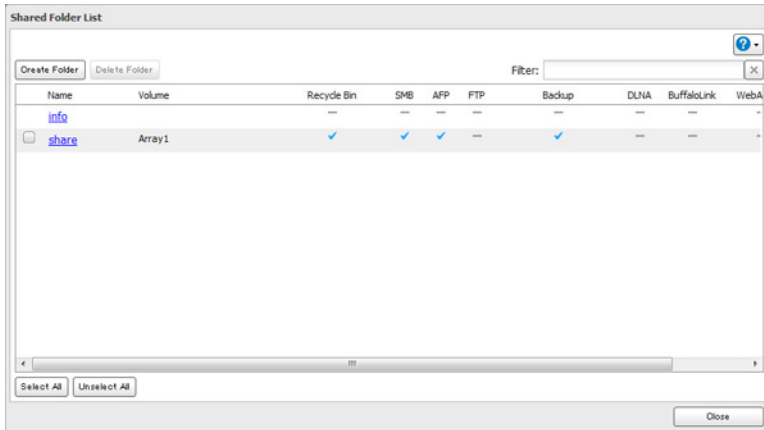 Shared Folder List
Create Folder Delete Folder Filter:
Name Volume Recycle Bin SMB AFP FTP Backup DLNA BuffaloLink WebA
info
share Array1
Select All Unselect All
Close